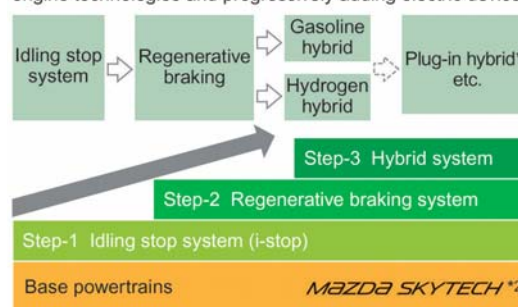 Idling stop
system
Regenerative
braking
Gasoline
hybrid
Hydrogen
hybrid
Plug-in hybrid*
etc.
Step-3 Hybrid system
Step-2 Regenerative braking system
Step-1 Idling stop system (i-stop)
Base powertrains
MAZDA SKYTECH *2